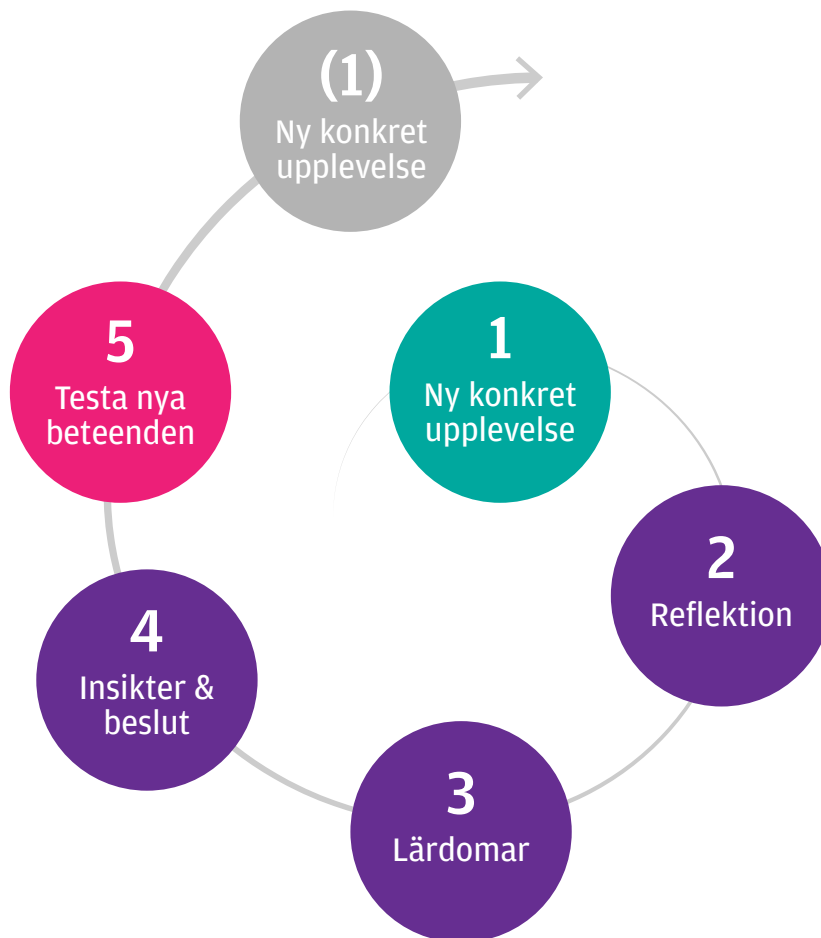 (1)
Ny konkret
upplevelse
5
Testa nya
beteenden
1
Ny konkret
upplevelse
2
Reflektion
4
Insikter &
beslut
3
Lärdomar